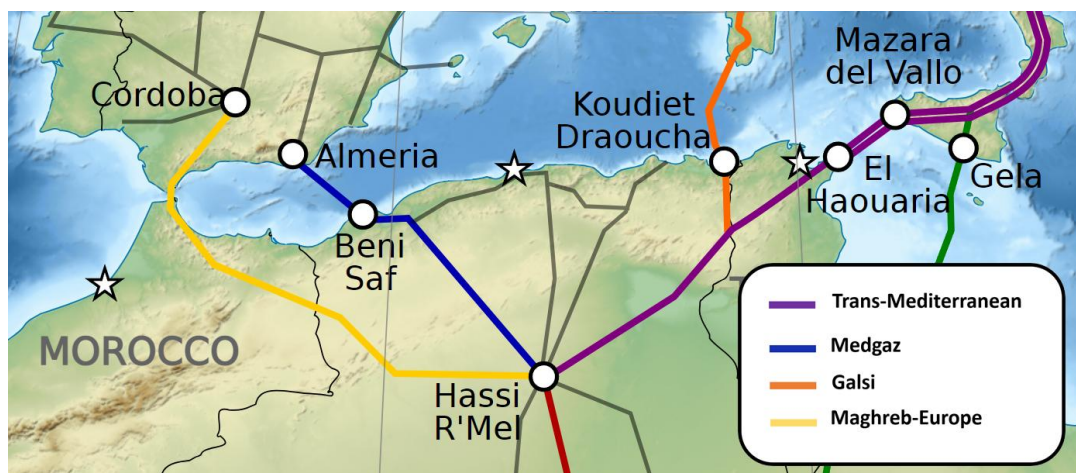 Córdoba
Almeria
Beni
Saf
MOROCCO
Hassi
R'Mel
Koudiet
Draoucha
Mazara
del Vallo
El
Haouaria
Gela
Trans-Mediterranean
Medgaz
Galsi
Maghreb-Europe